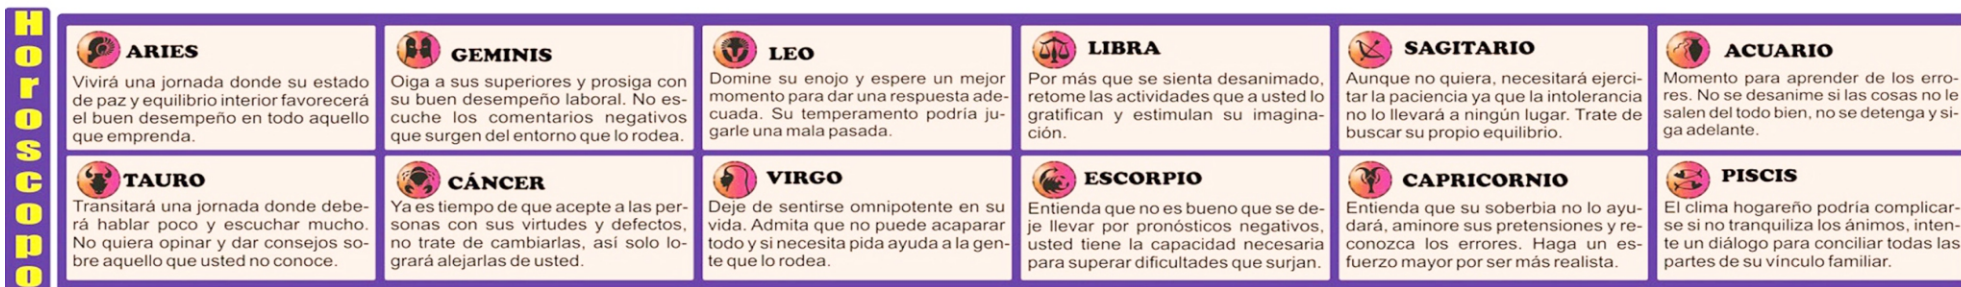 Horóscopo
ARIES
Vivirá una jornada donde su estado
de paz y equilibrio interior favorecerá
el buen desempeño en todo aquello
que emprenda.
TAURO
Transitará una jornada donde debe-
rá hablar poco y escuchar mucho.
No quiera opinar y dar consejos so-
bre aquello que usted no conoce.
GEMINIS
Oiga a sus superiores y prosiga con
su buen desempeño laboral. No es-
cuche los comentarios negativos
que surgen del entorno que lo rodea.
CÁNCER
Ya es tiempo de que acepte a las per-
sonas con sus virtudes y defectos,
no trate de cambiarlas, así solo lo-
grará alejarlas de usted.
LEO
Domine su enojo y espere un mejor
momento para dar una respuesta ade-
cuada. Su temperamento podría ju-
garle una mala pasada.
VIRGO
Deje de sentirse omnipotente en su
vida. Admita que no puede acaparar
todo y si necesita pida ayuda a la gen-
te que lo rodea.
LIBRA
Por más que se sienta desanimado,
retome las actividades que a usted lo
gratifican y estimulan su imagina-
ción.
ESCORPIO
Entienda que no es bueno que se de-
je llevar por pronósticos negativos,
usted tiene la capacidad necesaria
para superar dificultades que surjan.
SAGITARIO
Aunque no quiera, necesitará ejerci-
tar la paciencia ya que la intolerancia
no lo llevará a ningún lugar. Trate de
buscar su propio equilibrio.
CAPRICORNIO
Entienda que su soberbia no lo ayu-
dará, aminore sus pretensiones y re-
conozca los errores. Haga un es-
fuerzo mayor por ser más realista.
ACUARIO
Momento para aprender de los erro-
res. No se desanime si las cosas no le
salen del todo bien, no se detenga y si-
ga adelante.
PISCIS
El clima hogareño podría complicar-
se si no tranquiliza los ánimos, inten-
te un diálogo para conciliar todas las
partes de su vínculo familiar.